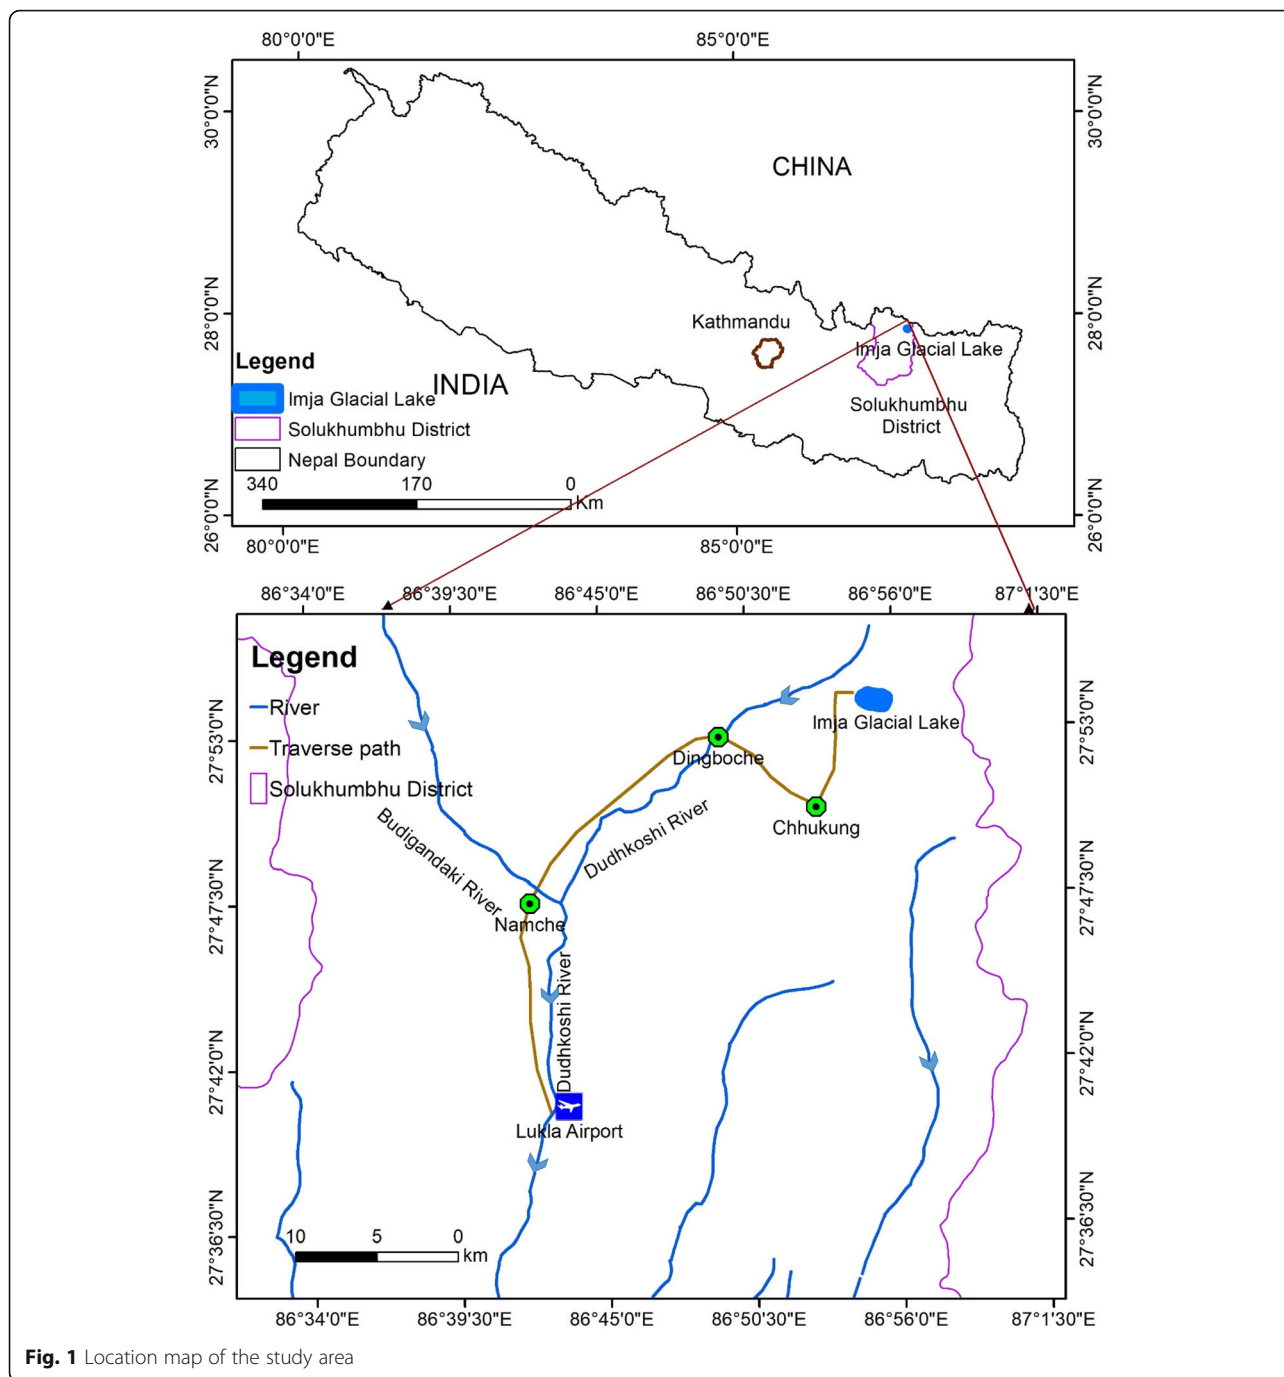 80°0'0"E
85°0'0"E
30°0'0"N
30°0'0"N
CHINA
28°0'0"N
28°0'0"N
Kathmandu
Imja Glacial Lake
Legend
INDIA
Imja Glacial Lake
Solukhumbhu
District
Solukhumbhu District
Nepal Boundary
340 170 0
Km
26°0'0"N
26°0'0"N
80°0'0"E
85°0'0"E
86°34'0"E
86°39'30"E
86°45'0"E
86°50'30"E
86°56'0"E
87°1'30"E
Legend
River
Traverse path
Solukhumbhu District
27°53'0"N
27°53'0"N
Imja Glacial Lake
Dingboche
Chhukung
Budigandaki River
Dudhkoshi River
27°47'30"N
27°47'30"N
Namche
Dudhkoshi River
27°42'0"N
27°42'0"N
Lukla Airport
27°36'30"N
27°36'30"N
10 5 0
km
86°34'0"E
86°39'30"E
86°45'0"E
86°50'30"E
86°56'0"E
87°1'30"E
Fig. 1 Location map of the study area